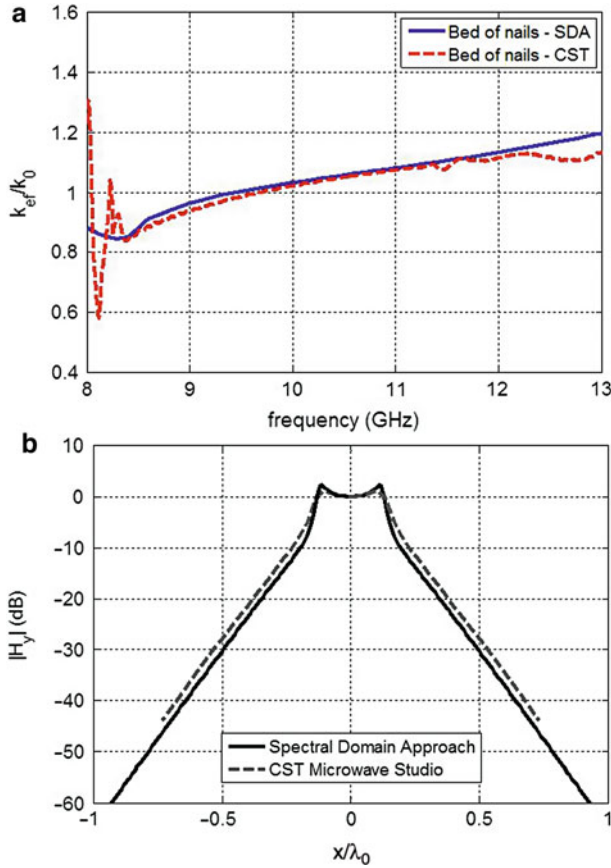 a
1.6
1.4
1.2
1
0.8
0.6
0.4
k_ef/k_0
Bed of nails - SDA
Bed of nails - CST
8 9 10 11 12 13
frequency (GHz)
b
10
0
−10
−20
−30
−40
−50
−60
|H_y| (dB)
Spectral Domain Approach
CST Microwave Studio
−1 −0.5 0 0.5 1
x/λ_0